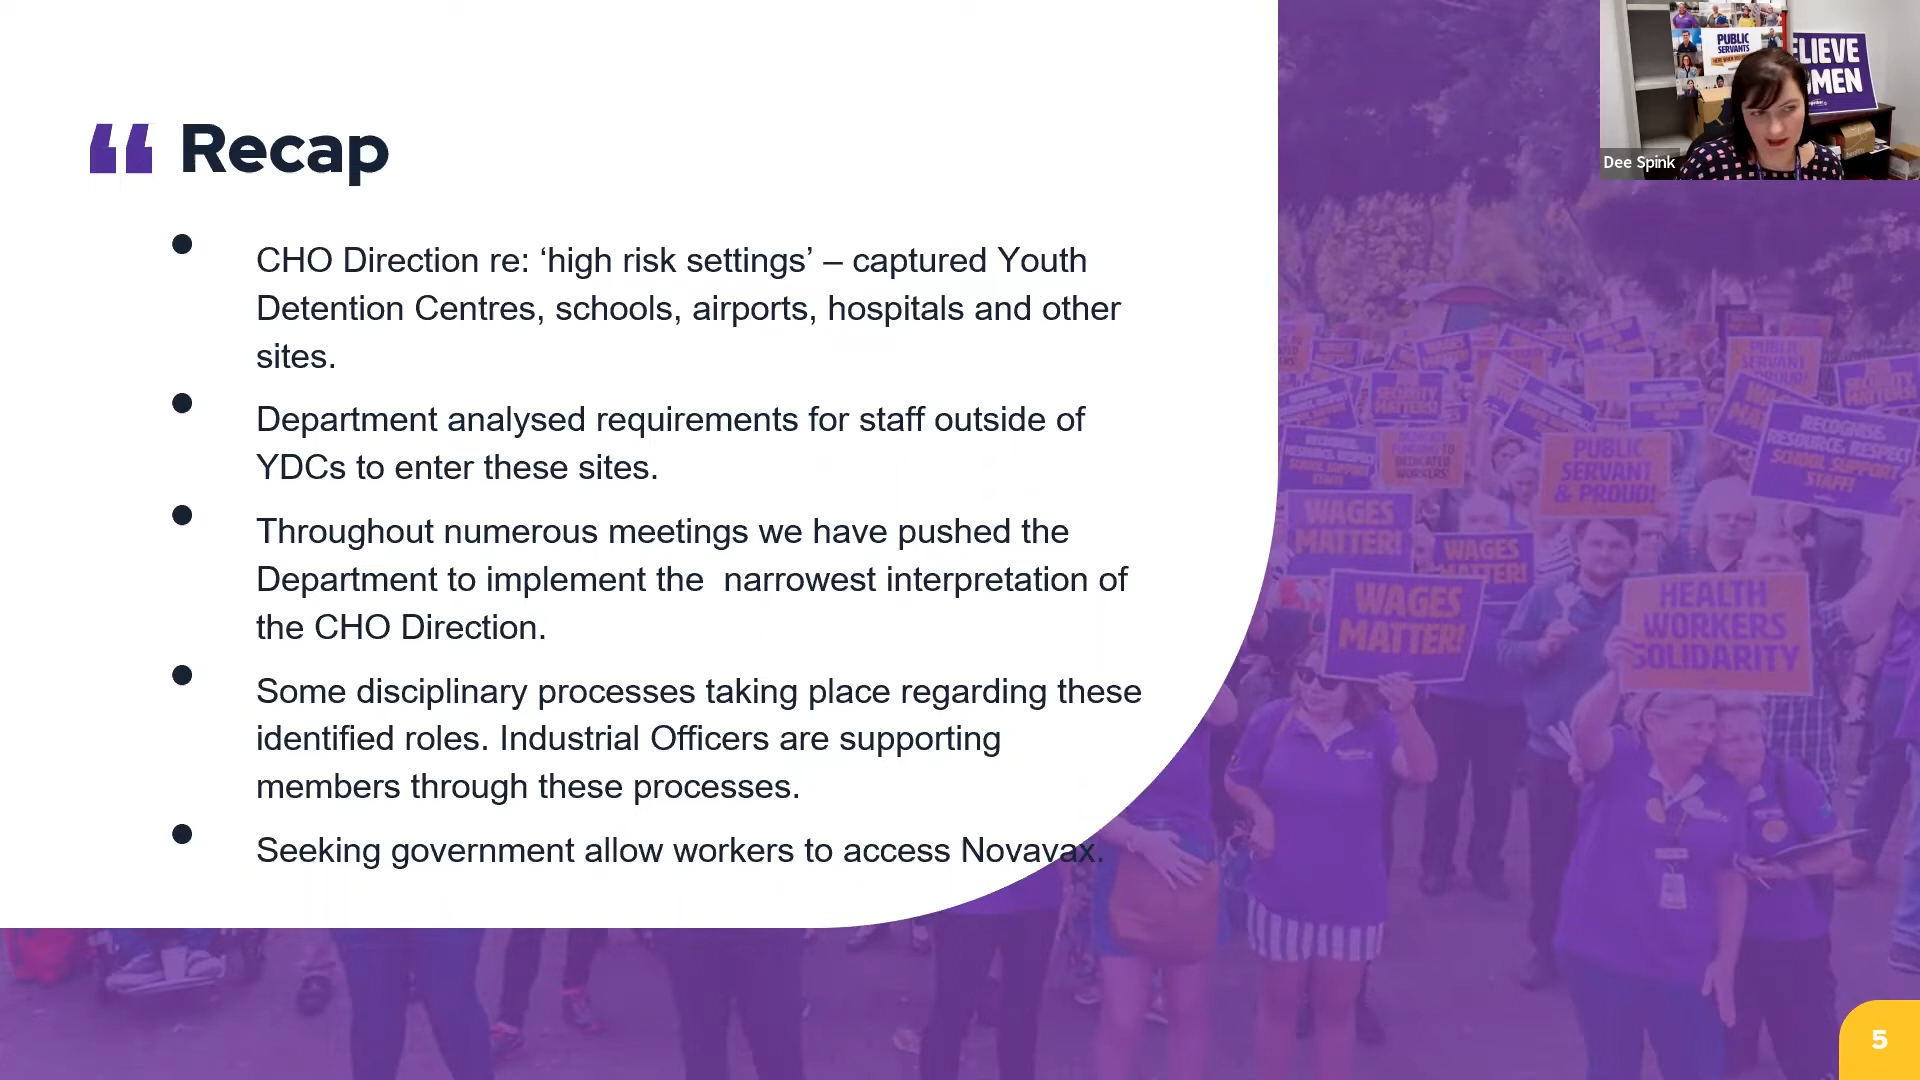 Recap
CHO Direction re: ‘high risk settings’ – captured Youth
Detention Centres, schools, airports, hospitals and other
sites.
Department analysed requirements for staff outside of
YDCs to enter these sites.
Throughout numerous meetings we have pushed the
Department to implement the  narrowest interpretation of
the CHO Direction.
Some disciplinary processes taking place regarding these
identified roles. Industrial Officers are supporting
members through these processes.
Seeking government allow workers to access Novavax.
PUBLIC
SERVANTS
LIEVE
MEN
Dee Spink
RECOGNISE,
RESOURCE, RESPECT
SCHOOL SUPPORT
STAFF!
PUBLIC
SERVANT
& PROUD!
WAGES
MATTER!
WAGES
MATTER!
WAGES
MATTER!
HEALTH
WORKERS
SOLIDARITY
5